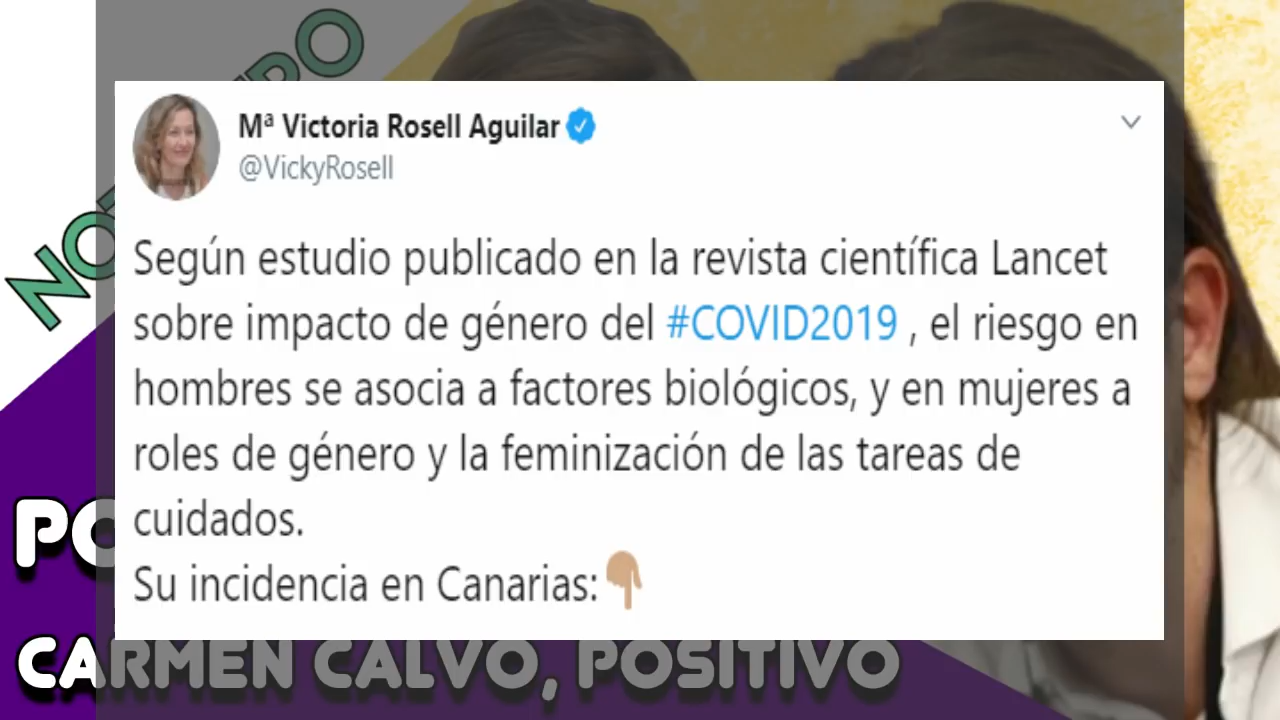 Mª Victoria Rosell Aguilar
@VickyRosell
Según estudio publicado en la revista científica Lancet
sobre impacto de género del #COVID2019 , el riesgo en
hombres se asocia a factores biológicos, y en mujeres a
roles de género y la feminización de las tareas de
cuidados.
Su incidencia en Canarias:👇🏽
CARMEN CALVO, POSITIVO